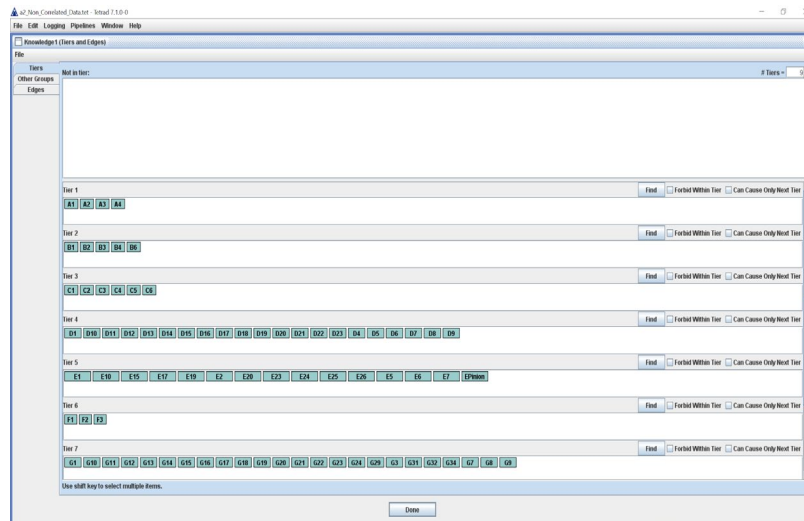 a2_Non_Correlated_Data.tet - Tetrad 7.1.0-0
File Edit Logging Pipelines Window Help
Knowledge1 (Tiers and Edges)
File
Tiers
Other Groups
Edges
Not in tier: # Tiers = 9
Tier 1 Find Forbid Within Tier Can Cause Only Next Tier
A1 A2 A3 A4
Tier 2 Find Forbid Within Tier Can Cause Only Next Tier
B1 B2 B3 B4 B6
Tier 3 Find Forbid Within Tier Can Cause Only Next Tier
C1 C2 C3 C4 C5 C6
Tier 4 Find Forbid Within Tier Can Cause Only Next Tier
D1 D10 D11 D12 D13 D14 D15 D16 D17 D18 D19 D20 D21 D22 D23 D4 D5 D6 D7 D8 D9
Tier 5 Find Forbid Within Tier Can Cause Only Next Tier
E1 E10 E15 E17 E19 E2 E20 E23 E24 E25 E26 E5 E6 E7 EPinion
Tier 6 Find Forbid Within Tier Can Cause Only Next Tier
F1 F2 F3
Tier 7 Find Forbid Within Tier Can Cause Only Next Tier
G1 G10 G11 G12 G13 G14 G15 G16 G17 G18 G19 G20 G21 G22 G23 G24 G29 G3 G31 G32 G34 G7 G8 G9
Use shift key to select multiple items.
Done